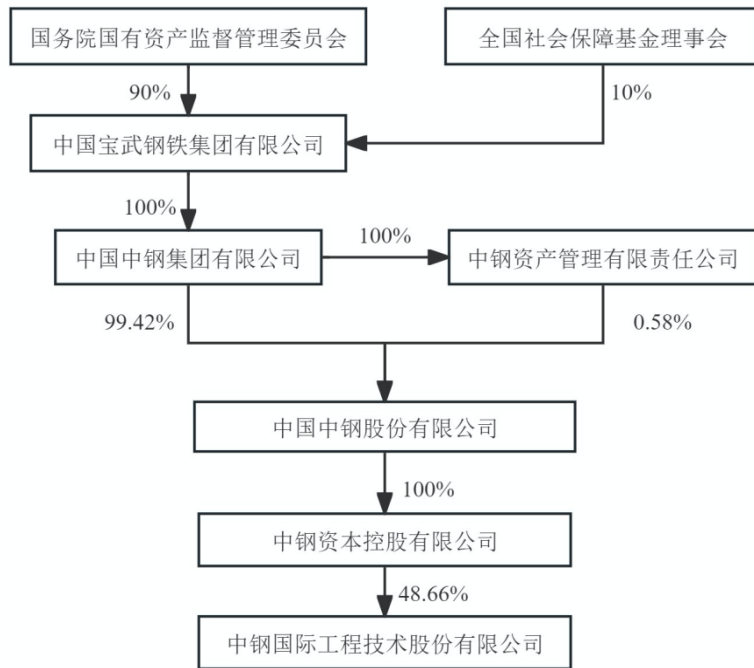 国务院国有资产监督管理委员会
全国社会保障基金理事会
90%
10%
中国宝武钢铁集团有限公司
100%
中国中钢集团有限公司
100%
中钢资产管理有限责任公司
99.42%
0.58%
中国中钢股份有限公司
100%
中钢资本控股有限公司
48.66%
中钢国际工程技术股份有限公司